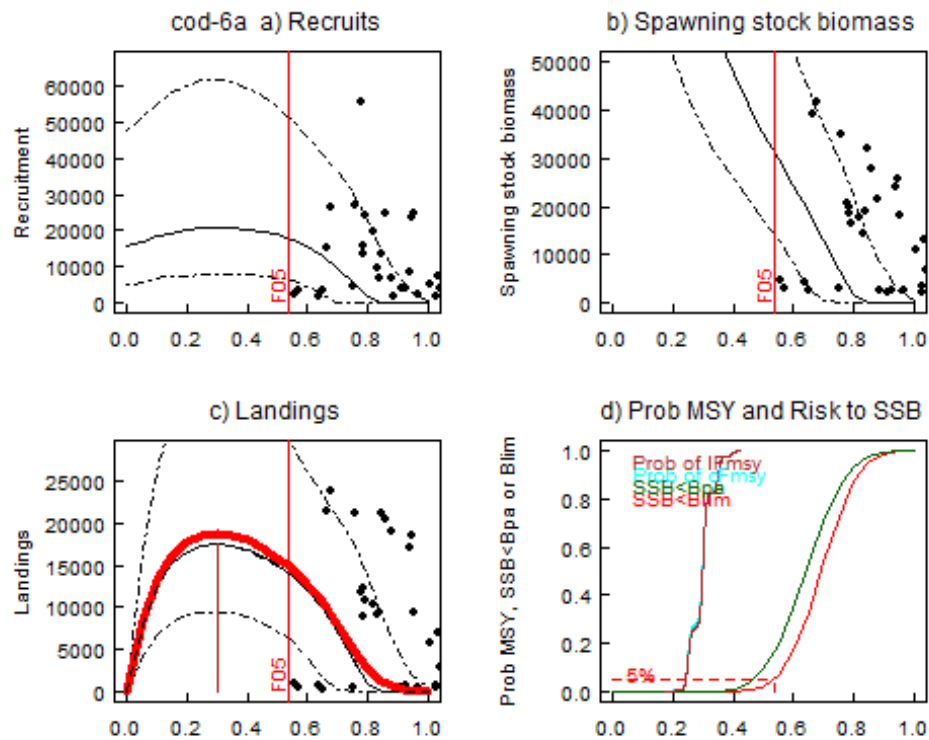 cod-6a a) Recruits
Recruitment
60000
50000
40000
30000
20000
10000
0
F05
0.0 0.2 0.4 0.6 0.8 1.0
b) Spawning stock biomass
Spawning stock biomass
50000
40000
30000
20000
10000
0
F05
0.0 0.2 0.4 0.6 0.8 1.0
c) Landings
Landings
25000
20000
15000
10000
5000
0
F05
0.0 0.2 0.4 0.6 0.8 1.0
d) Prob MSY and Risk to SSB
Prob MSY, SSB<Bpa or Blim
1.0
0.8
0.6
0.4
0.2
0.0
Prob of lFmsy
Prob of cFmsy
SSB<Bpa
SSB<Blim
5%
0.0 0.2 0.4 0.6 0.8 1.0